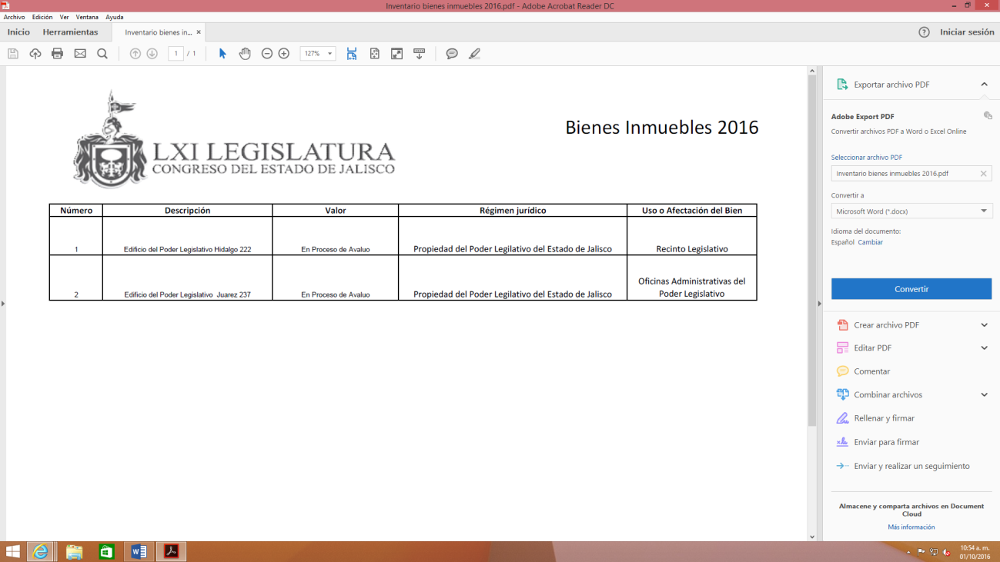 Inventario bienes inmuebles 2016.pdf - Adobe Acrobat Reader DC
Archivo Edición Ver Ventana Ayuda
Inicio Herramientas Inventario bienes in... × Iniciar sesión
1 / 1 127%
LXI LEGISLATURA
CONGRESO DEL ESTADO DE JALISCO
Bienes Inmuebles 2016
Número Descripción Valor Régimen jurídico Uso o Afectación del Bien
1 Edificio del Poder Legislativo Hidalgo 222 En Proceso de Avaluo Propiedad del Poder Legilativo del Estado de Jalisco Recinto Legislativo
2 Edificio del Poder Legislativo Juarez 237 En Proceso de Avaluo Propiedad del Poder Legilativo del Estado de Jalisco Oficinas Administrativas del
Poder Legislativo
Exportar archivo PDF
Adobe Export PDF
Convertir archivos PDF a Word o Excel Online
Seleccionar archivo PDF
Inventario bienes inmuebles 2016.pdf
Convertir a
Microsoft Word (*.docx)
Idioma del documento:
Español Cambiar
Convertir
Crear archivo PDF
Editar PDF
Comentar
Combinar archivos
Rellenar y firmar
Enviar para firmar
Enviar y realizar un seguimiento
Almacene y comparta archivos en Document
Cloud
Más información
10:54 a. m.
01/10/2016